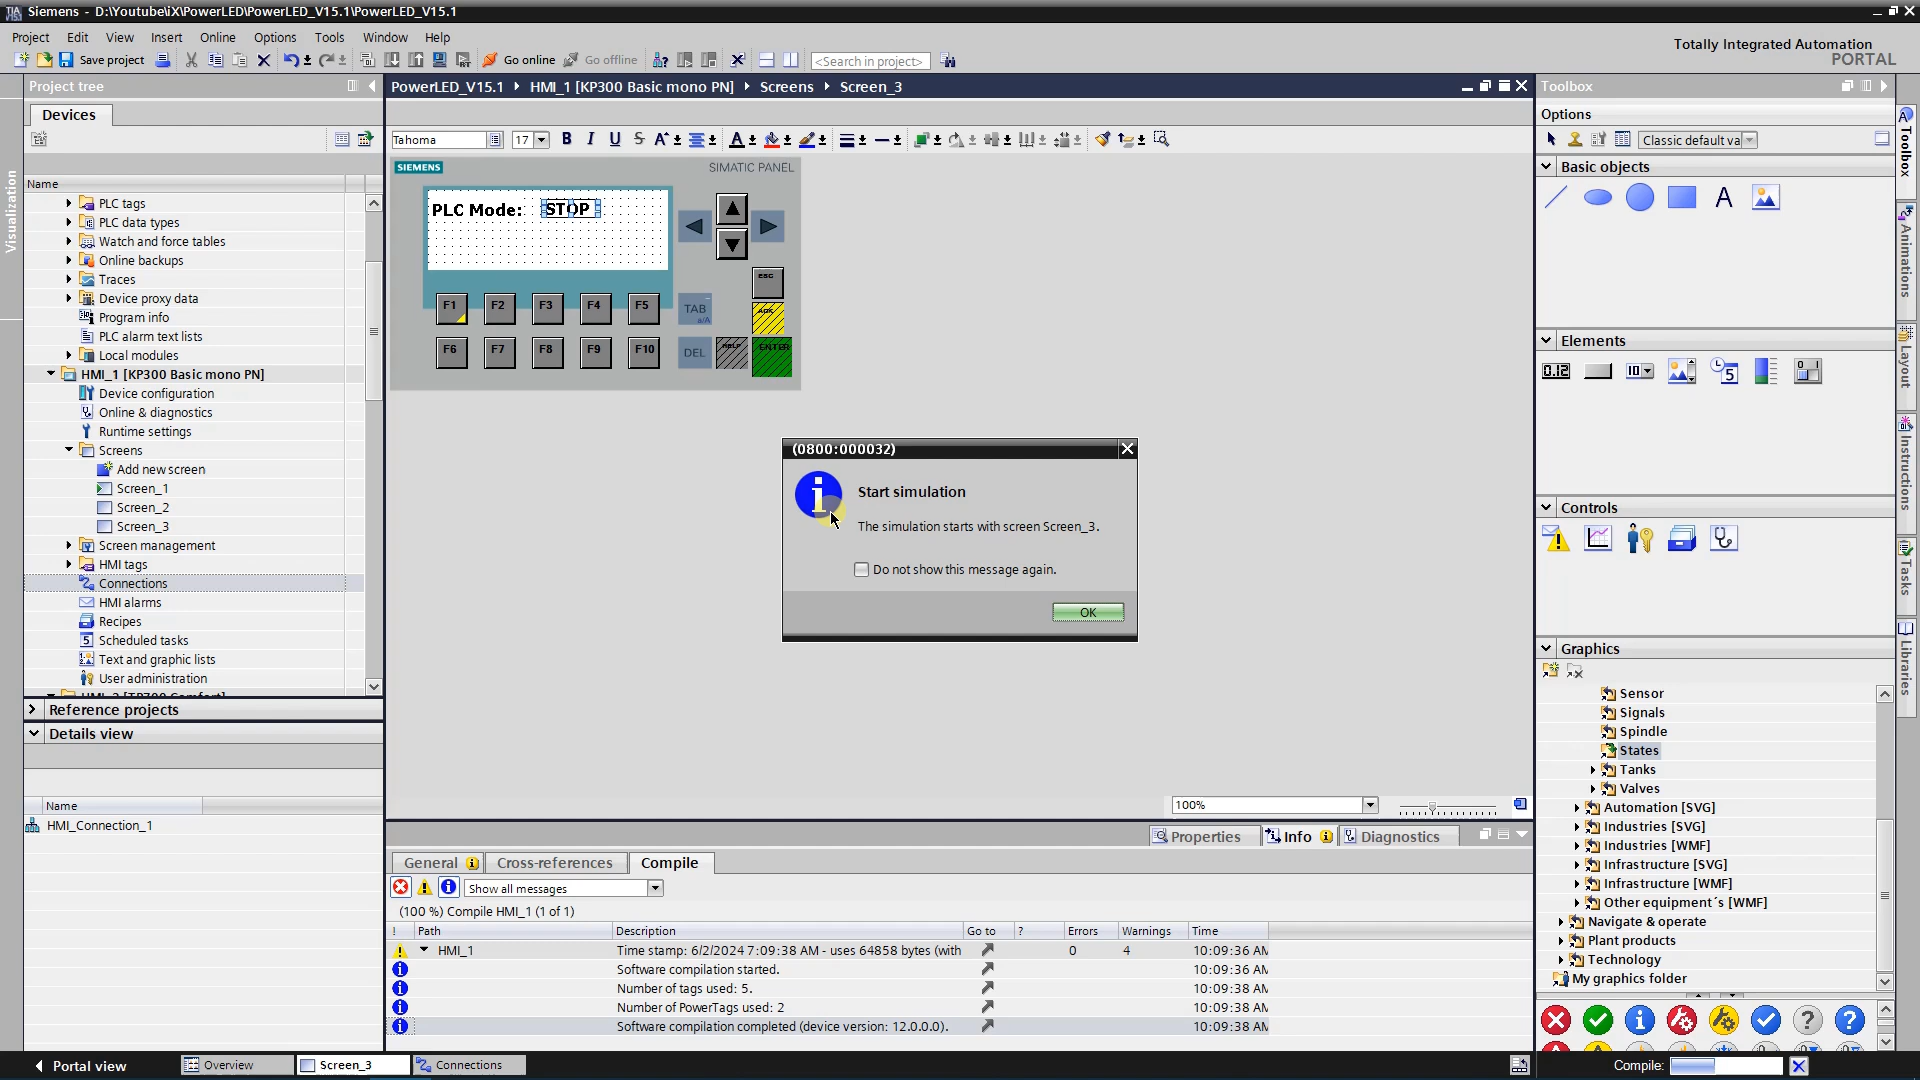 Siemens - D:\Youtube\iX\PowerLED\PowerLED_V15.1\PowerLED_V15.1
Project Edit View Insert Online Options Tools Window Help
Totally Integrated Automation
PORTAL
Save project
Go online
Go offline
<Search in project>
Project tree
Devices
Visualization
Name
PLC tags
PLC data types
Watch and force tables
Online backups
Traces
Device proxy data
Program info
PLC alarm text lists
Local modules
HMI_1 [KP300 Basic mono PN]
Device configuration
Online & diagnostics
Runtime settings
Screens
Add new screen
Screen_1
Screen_2
Screen_3
Screen management
HMI tags
Connections
HMI alarms
Recipes
Scheduled tasks
Text and graphic lists
User administration
Reference projects
Details view
Name
HMI_Connection_1
PowerLED_V15.1 HMI_1 [KP300 Basic mono PN] Screens Screen_3
Tahoma
17
SIEMENS
SIMATIC PANEL
PLC Mode: STOP
F1 F2 F3 F4 F5
F6 F7 F8 F9 F10
TAB
a/A
DEL
ESC
ACK
HELP
ENTER
(0800:000032)
Start simulation
The simulation starts with screen Screen_3.
Do not show this message again.
OK
100%
Properties
Info
Diagnostics
General
Cross-references
Compile
Show all messages
(100 %) Compile HMI_1 (1 of 1)
! Path Description Go to ? Errors Warnings Time
HMI_1 Time stamp: 6/2/2024 7:09:38 AM - uses 64858 bytes (with 0 4 10:09:36 AM
Software compilation started. 10:09:36 AM
Number of tags used: 5. 10:09:38 AM
Number of PowerTags used: 2 10:09:38 AM
Software compilation completed (device version: 12.0.0.0). 10:09:38 AM
Toolbox
Options
Classic default va
Basic objects
Elements
Controls
Graphics
Sensor
Signals
Spindle
States
Tanks
Valves
Automation [SVG]
Industries [SVG]
Industries [WMF]
Infrastructure [SVG]
Infrastructure [WMF]
Other equipment´s [WMF]
Navigate & operate
Plant products
Technology
My graphics folder
Toolbox
Animations
Layout
Instructions
Tasks
Libraries
Portal view
Overview
Screen_3
Connections
Compile: